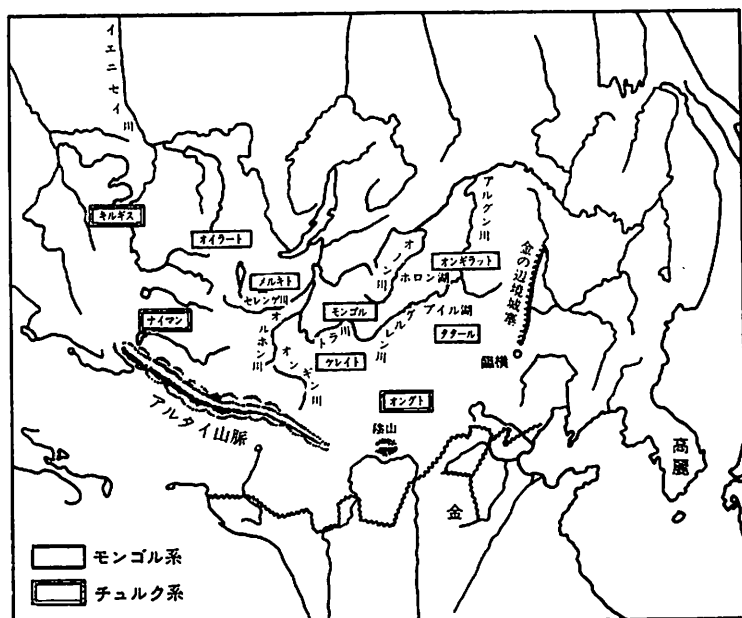 イェニセイ川
キルギス
オイラート
メルキト
セレンゲ川
ナイマン
アルタイ山脈
オルホン川
オンギン川
トラ川
モンゴル
ケレイト
オノン川
ケルレン川
ホロン湖
ブイル湖
アルグン川
オンギラット
タタール
金の辺境城塞
臨横
オングト
陰山
金
高麗
モンゴル系
チュルク系